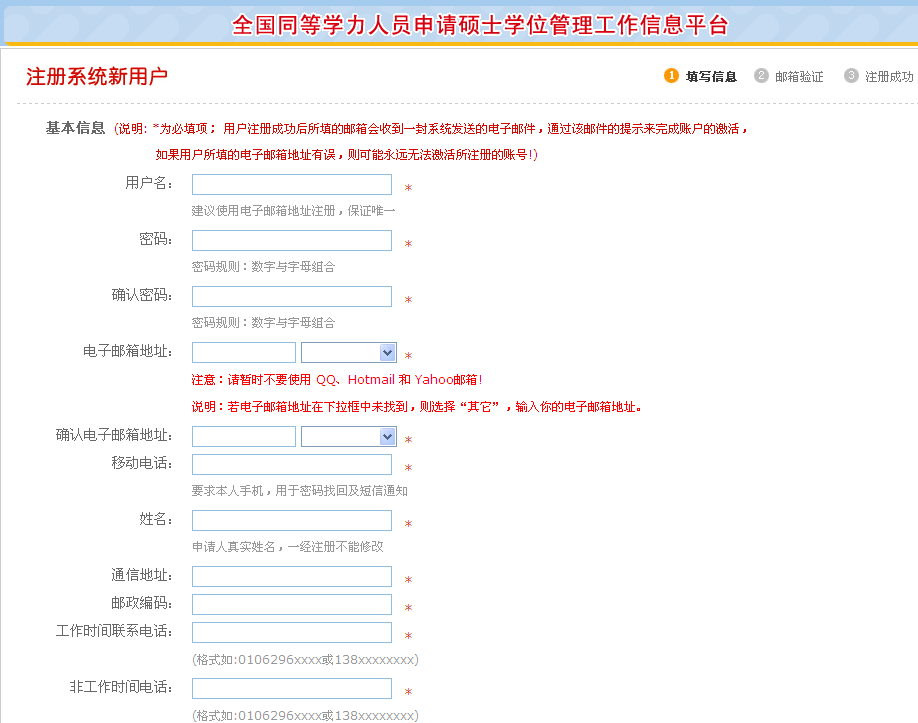 全国同等学力人员申请硕士学位管理工作信息平台
注册系统新用户
1 填写信息 2 邮箱验证 3 注册成功
基本信息 (说明: *为必填项； 用户注册成功后所填的邮箱会收到一封系统发送的电子邮件，通过该邮件的提示来完成账户的激活，
如果用户所填的电子邮箱地址有误，则可能永远无法激活所注册的账号!)
用户名： *
建议使用电子邮箱地址注册，保证唯一
密码： *
密码规则：数字与字母组合
确认密码： *
密码规则：数字与字母组合
电子邮箱地址： *
注意：请暂时不要使用 QQ、Hotmail 和 Yahoo邮箱!
说明：若电子邮箱地址在下拉框中未找到，则选择“其它”，输入你的电子邮箱地址。
确认电子邮箱地址： *
移动电话： *
要求本人手机，用于密码找回及短信通知
姓名： *
申请人真实姓名，一经注册不能修改
通信地址： *
邮政编码： *
工作时间联系电话： *
(格式如:0106296xxxx或138xxxxxxxx)
非工作时间电话： *
(格式如:0106296xxxx或138xxxxxxxx)